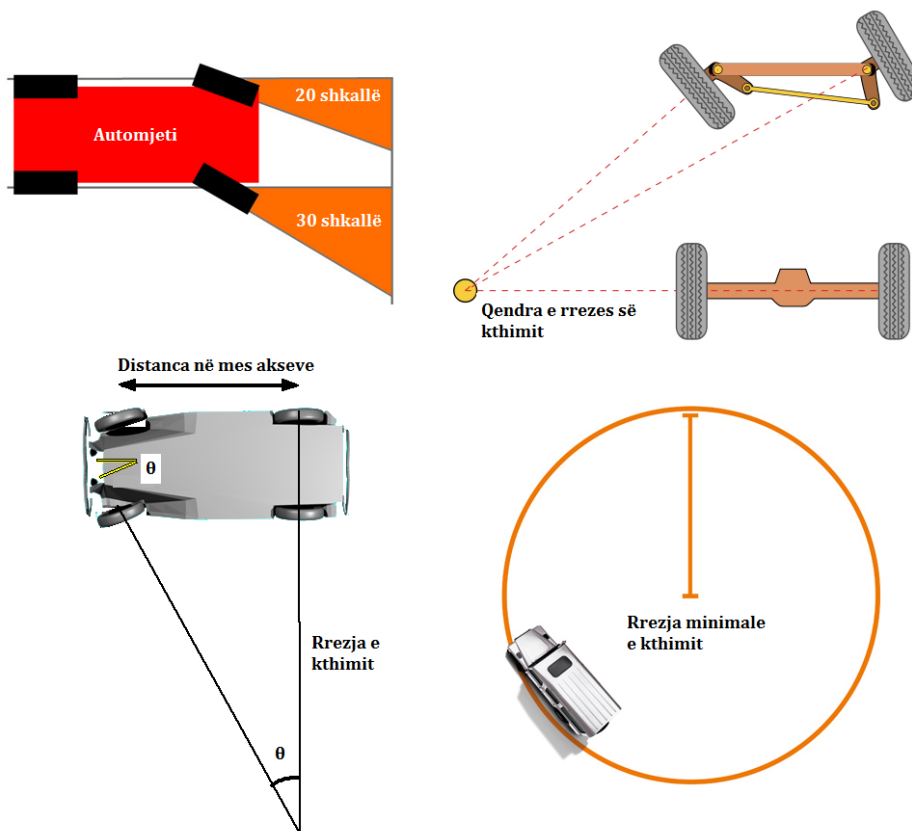 20 shkallë
Automjeti
30 shkallë
Qendra e rrezes së
kthimit
Distanca në mes akseve
θ
Rrezja e
kthimit
θ
Rrezja minimale
e kthimit